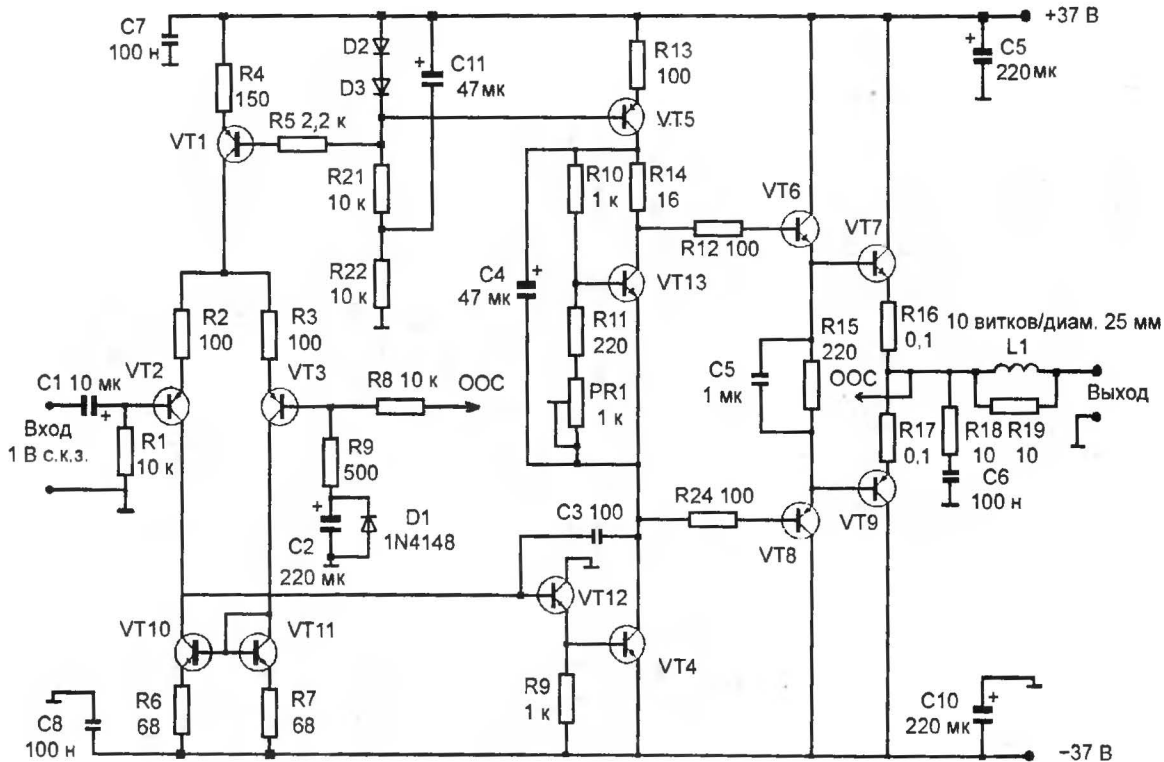 C7
100 н
R4
150
VT1
R5 2,2 к
D2
D3
C11
47мк
R13
100
VT5
+37 В
C5
220мк
R21
10 к
R22
10 к
R10
1 к
R14
16
R12 100
VT6
VT7
C4
47 мк
VT13
R11
220
PR1
1 к
R2
100
R3
100
VT2
VT3
C1 10 мк
Вход
1 В с.к.з.
R1
10 к
R8 10 к
ООС
R9
500
C2
220 мк
D1
1N4148
R15
220
C5
1 мк
R16
0,1
10 витков/диам. 25 мм
L1
ООС
Выход
R17
0,1
R18
10
R19
10
C6
100 н
C3 100
R24 100
VT8
VT9
VT12
VT4
VT10
VT11
R9
1 к
R6
68
R7
68
C8
100 н
C10
220 мк
−37 В